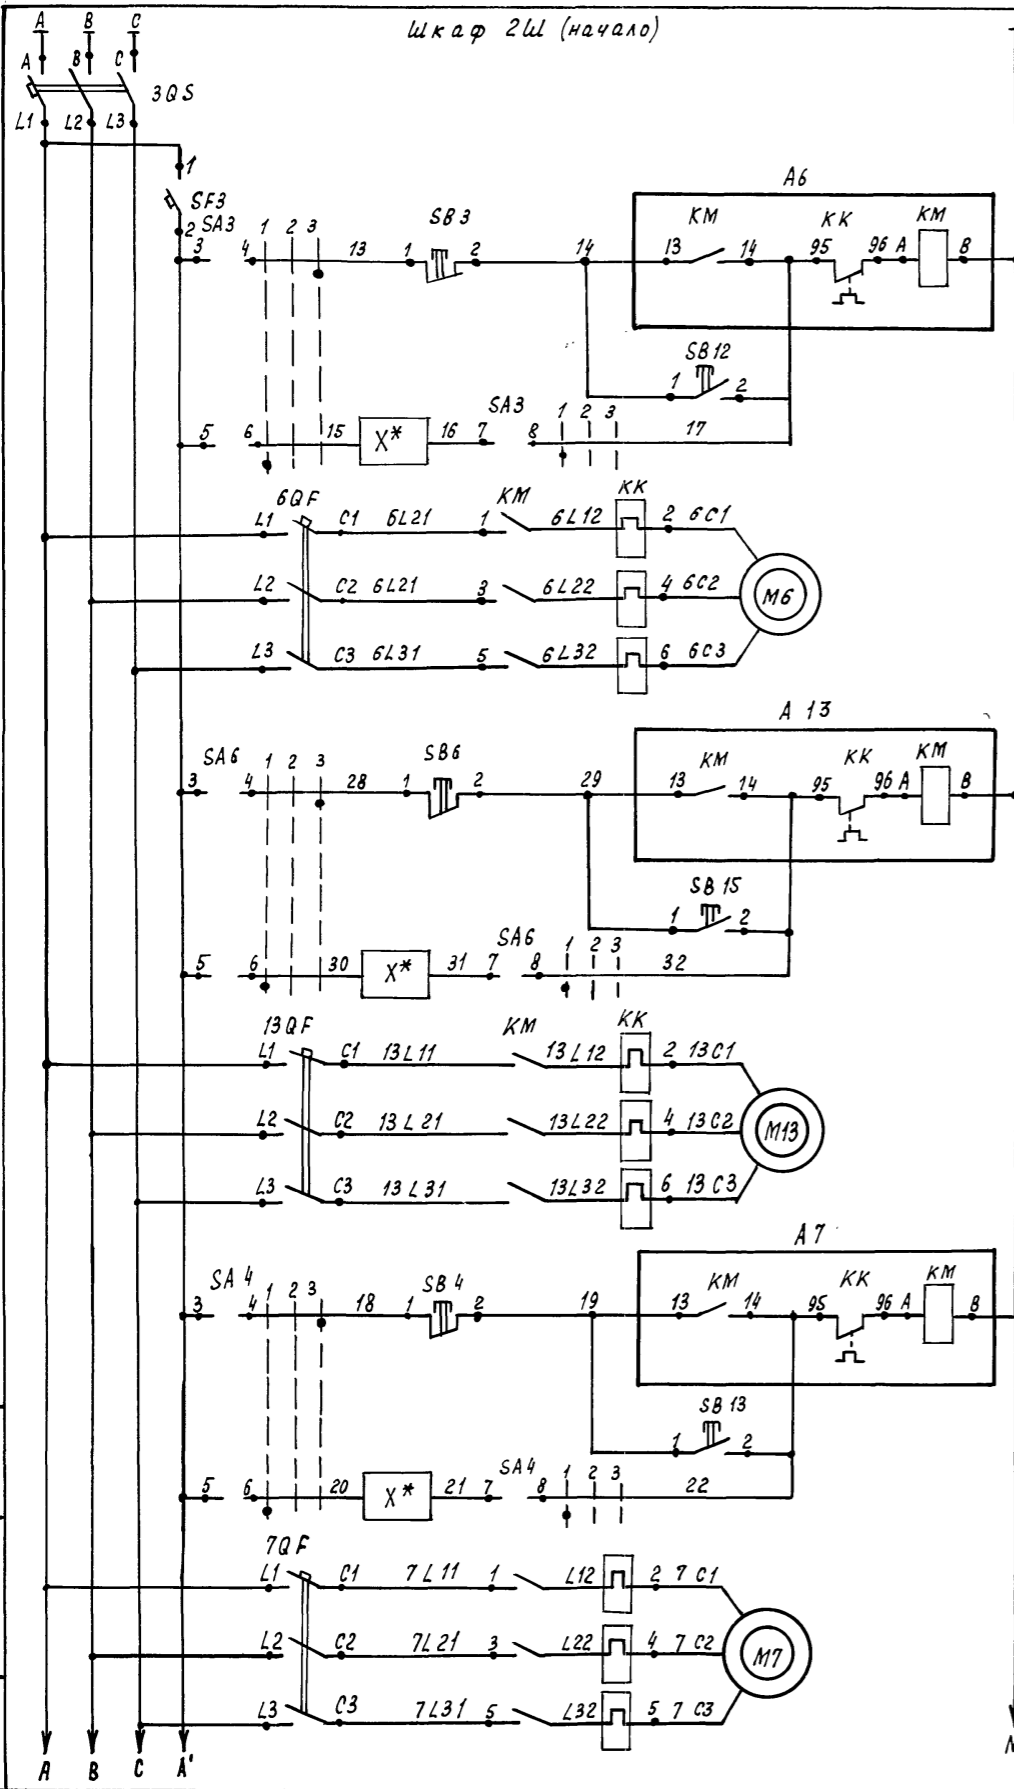 Шкаф 2Ш (начало)
A B C
A B C
3QS
L1 L2 L3
1
SF3
2 SA3
A6
3 4 1 2 3 13 1 SB3 2 14
13 KM 14 95 KK 96 A KM B
SB12
1 2
5 6 15 X* 16 7 SA3 8 1 2 3 17
6QF KM KK
L1 C1 6L21 1 6L12 2 6C1
L2 C2 6L21 3 6L22 4 6C2
M6
L3 C3 6L31 5 6L32 6 6C3
A 13
3 SA6 4 1 2 3 28 1 SB6 2 29
13 KM 14 95 KK 96 A KM B
SB 15
1 2
5 6 30 X* 31 7 SA6 8 1 2 3 32
13QF KM KK
L1 C1 13L11 13L12 2 13C1
L2 C2 13L21 13L22 4 13C2
M13
L3 C3 13L31 13L32 6 13C3
A 7
3 SA4 4 1 2 3 18 1 SB4 2 19
13 KM 14 95 KK 96 A KM B
SB 13
1 2
5 6 20 X* 21 7 SA4 8 1 2 3 22
7QF
L1 C1 7L11 1 L12 2 7C1
L2 C2 7L21 3 L22 4 7C2
M7
L3 C3 7L31 5 L32 5 7C3
A B C A' N